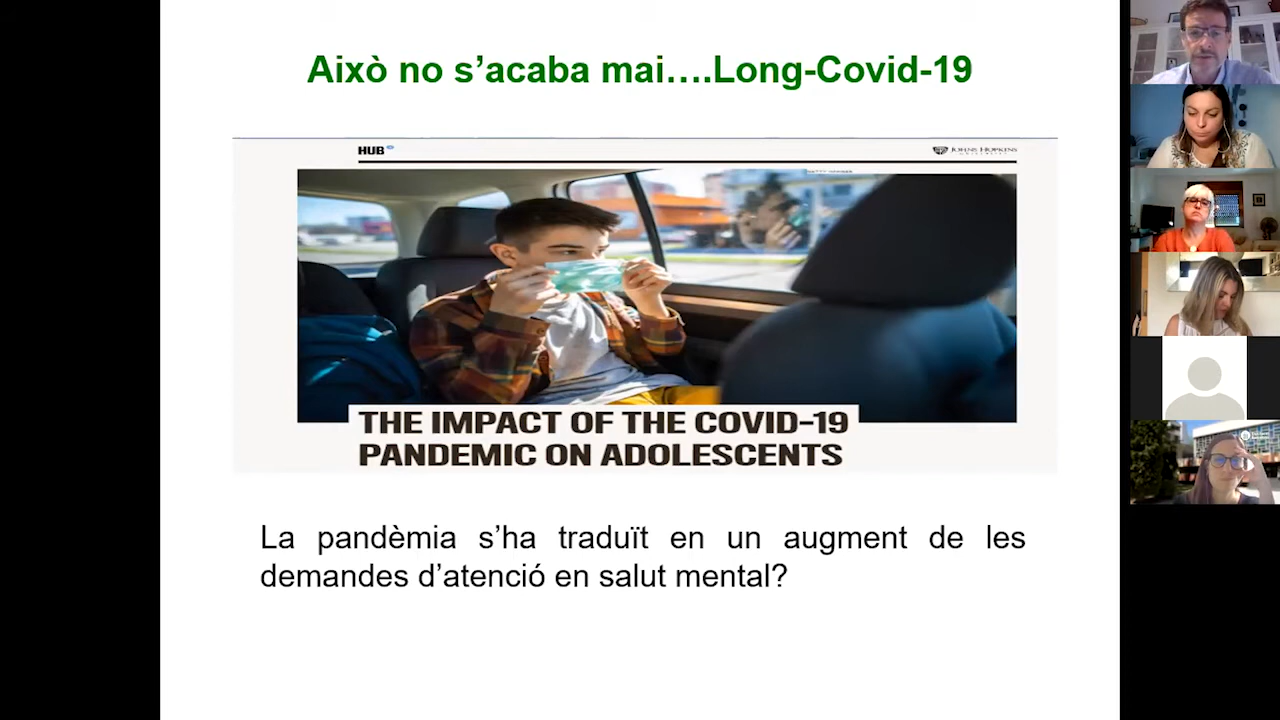 Això no s’acaba mai….Long-Covid-19
HUB
JOHNS HOPKINS
THE IMPACT OF THE COVID-19
PANDEMIC ON ADOLESCENTS
La pandèmia s’ha traduït en un augment de les
demandes d’atenció en salut mental?